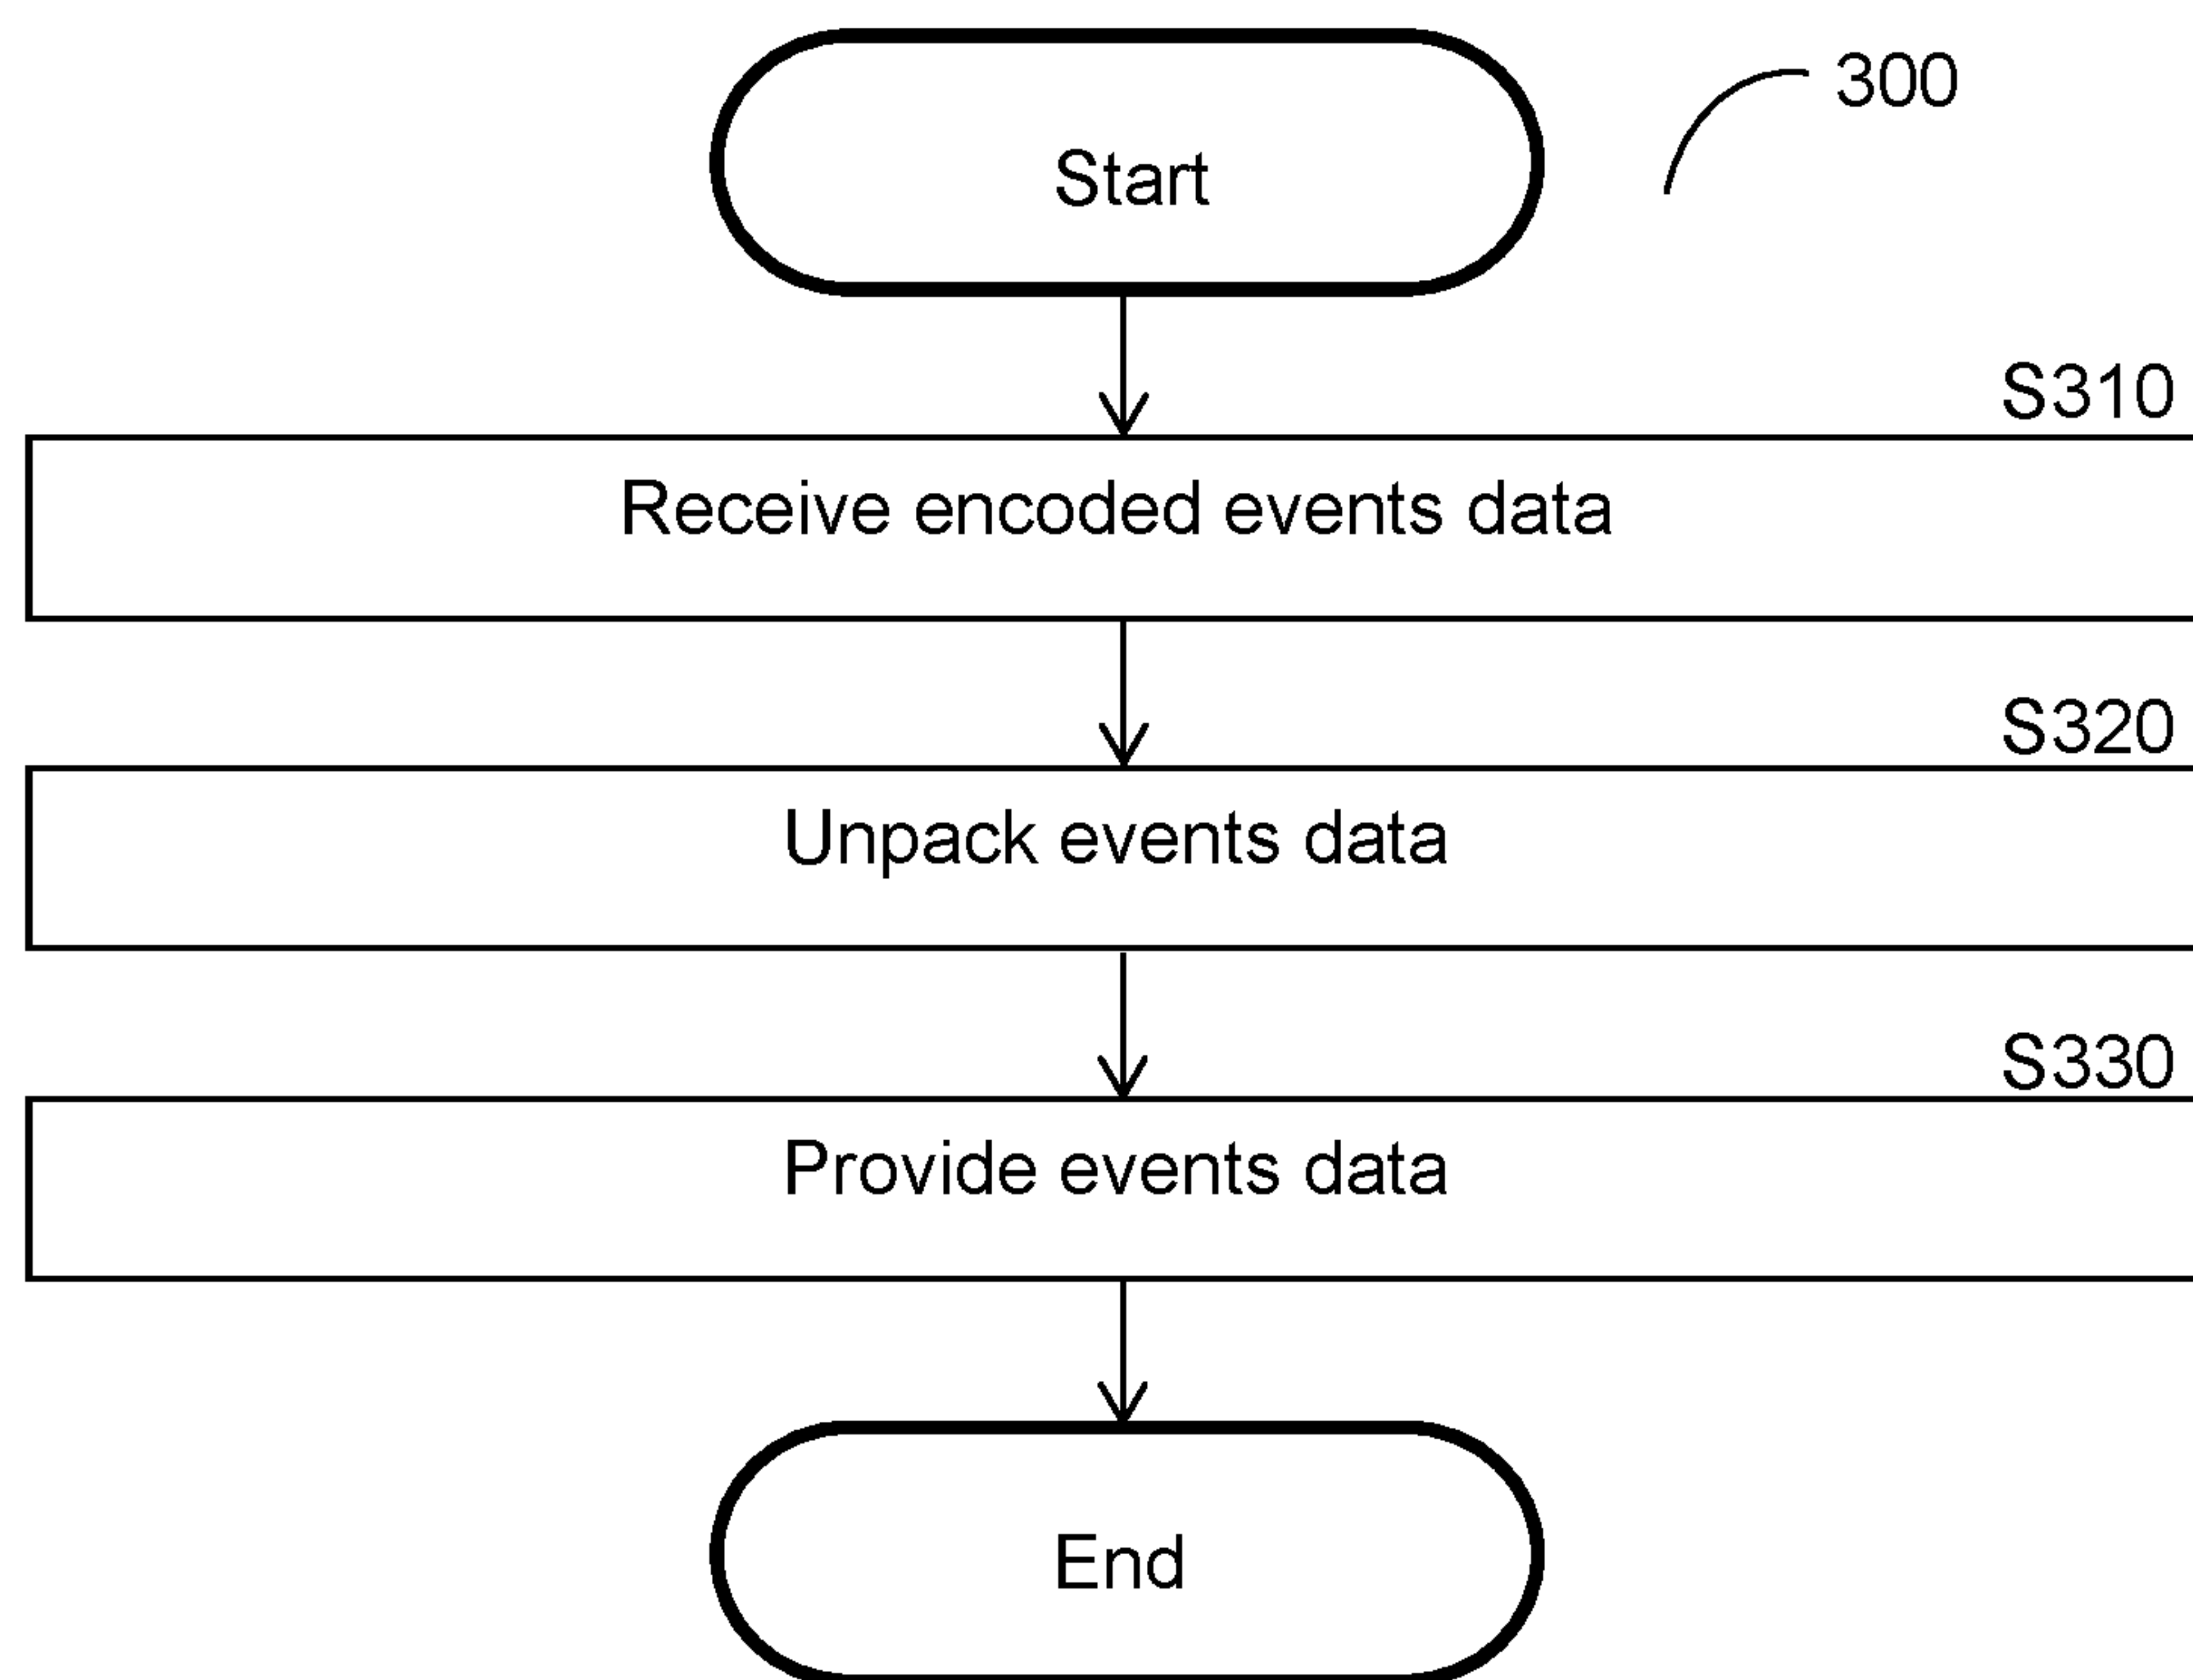 300
Start
S310
Receive encoded events data
S320
Unpack events data
S330
Provide events data
End